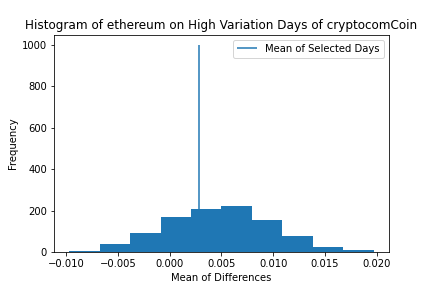 Histogram of ethereum on High Variation Days of cryptocomCoin
Mean of Selected Days
1000
800
600
400
200
0
Frequency
−0.010 −0.005 0.000 0.005 0.010 0.015 0.020
Mean of Differences